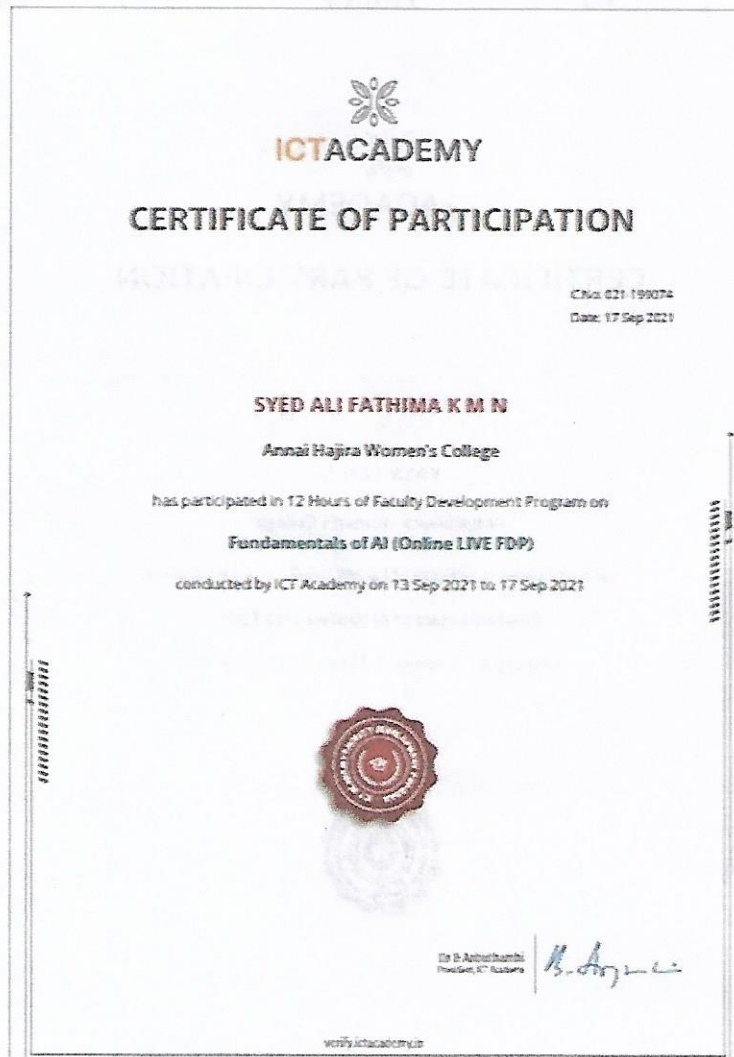 ICTACADEMY
CERTIFICATE OF PARTICIPATION
C.No: 021-199074
Date: 17 Sep 2021
SYED ALI FATHIMA K M N
Annai Hajira Women's College
has participated in 12 Hours of Faculty Development Program on
Fundamentals of AI (Online LIVE FDP)
conducted by ICT Academy on 13 Sep 2021 to 17 Sep 2021
Dr B Anbuthambi
President, ICT Academy
verify.ictacademy.in